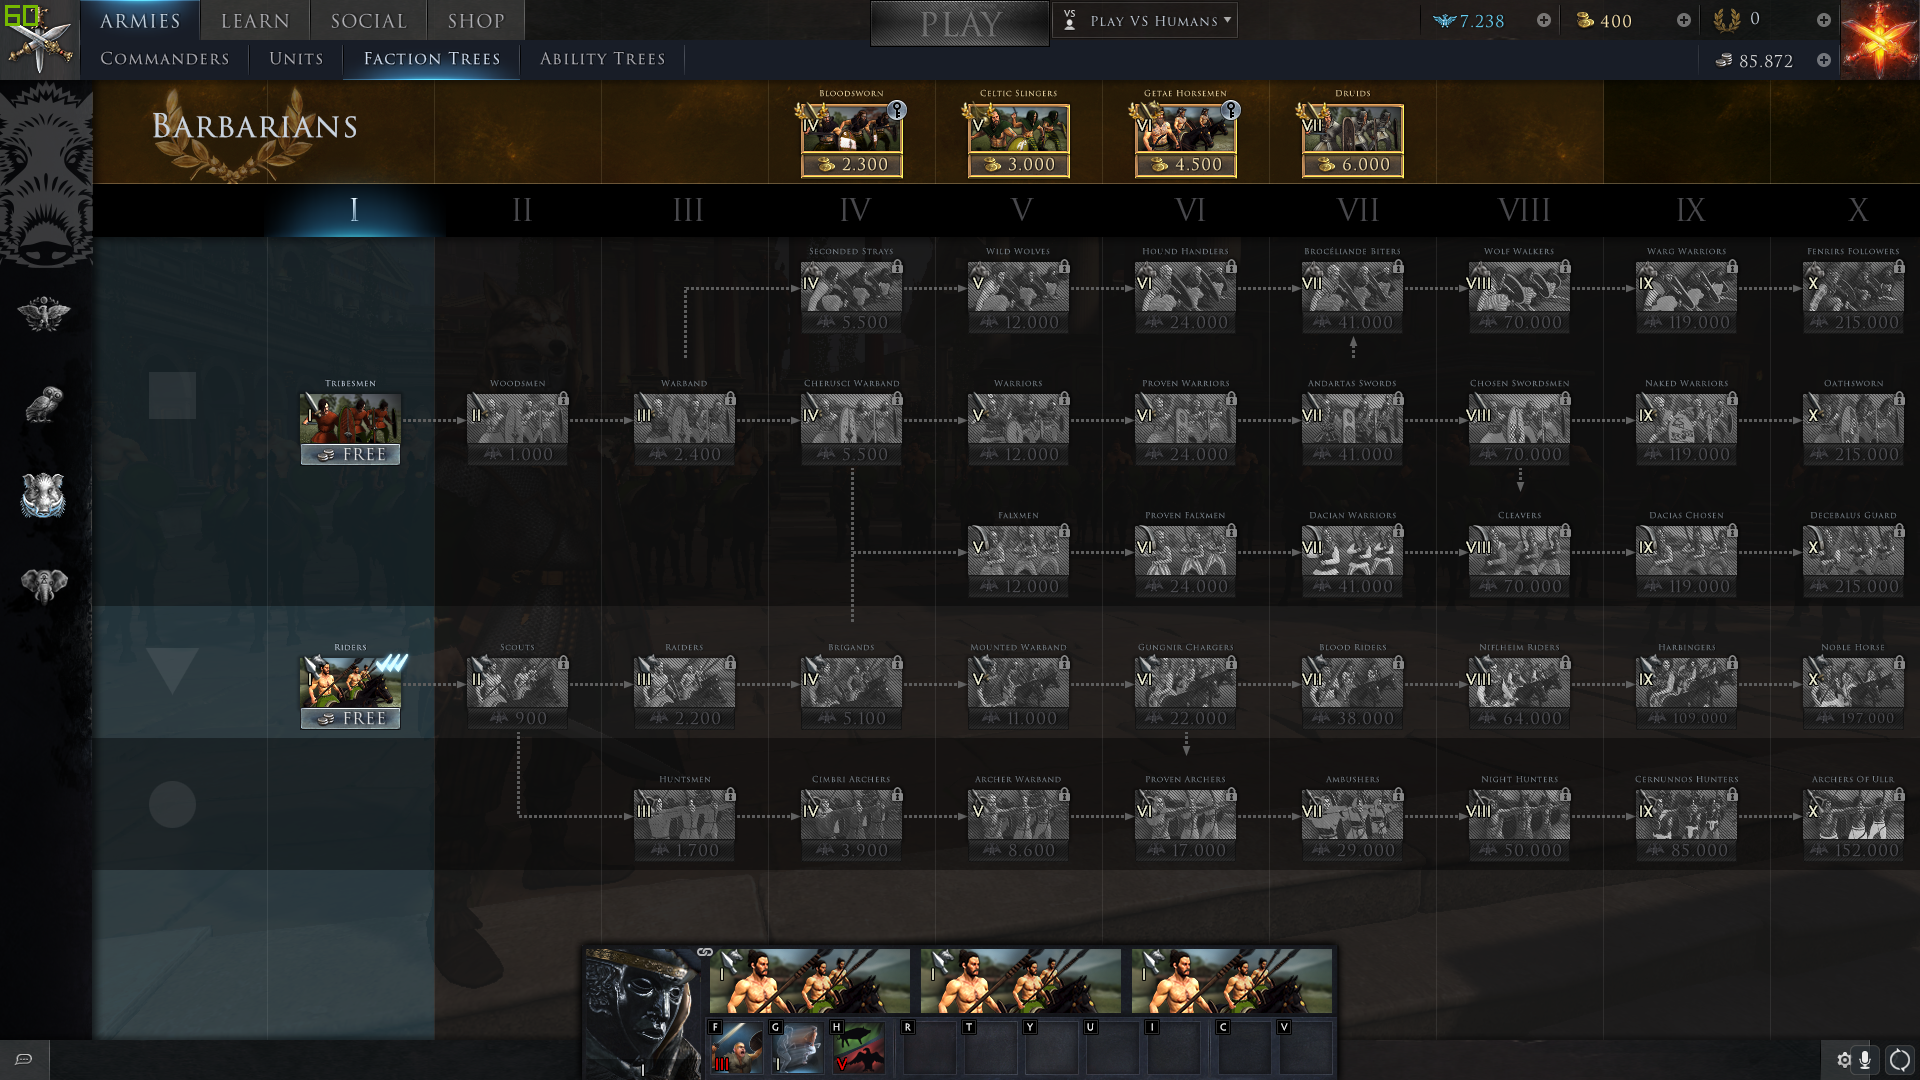 60
ARMIES LEARN SOCIAL SHOP PLAY VS PLAY VS HUMANS 7.238 400 0
COMMANDERS UNITS FACTION TREES ABILITY TREES 85.872
BARBARIANS
BLOODSWORN CELTIC SLINGERS GETAE HORSEMEN DRUIDS
IV V VI VII
2.300 3.000 4.500 6.000
I II III IV V VI VII VIII IX X
SECONDED STRAYS WILD WOLVES HOUND HANDLERS BROCÉLIANDE BITERS WOLF WALKERS WARG WARRIORS FENRIRS FOLLOWERS
IV V VI VII VIII IX X
5.500 12.000 24.000 41.000 70.000 119.000 215.000
TRIBESMEN WOODSMEN WARBAND CHERUSCI WARBAND WARRIORS PROVEN WARRIORS ANDARTAS SWORDS CHOSEN SWORDSMEN NAKED WARRIORS OATHSWORN
I II III IV V VI VII VIII IX X
FREE 1.000 2.400 5.500 12.000 24.000 41.000 70.000 119.000 215.000
FALXMEN PROVEN FALXMEN DACIAN WARRIORS CLEAVERS DACIAS CHOSEN DECEBALUS GUARD
V VI VII VIII IX X
12.000 24.000 41.000 70.000 119.000 215.000
RIDERS SCOUTS RAIDERS BRIGANDS MOUNTED WARBAND GUNGNIR CHARGERS BLOOD RIDERS NIFLHEIM RIDERS HARBINGERS NOBLE HORSE
I II III IV V VI VII VIII IX X
FREE 900 2.200 5.100 11.000 22.000 38.000 64.000 109.000 197.000
HUNTSMEN CIMBRI ARCHERS ARCHER WARBAND PROVEN ARCHERS AMBUSHERS NIGHT HUNTERS CERNUNNOS HUNTERS ARCHERS OF ULLR
III IV V VI VII VIII IX X
1.700 3.900 8.600 17.000 29.000 50.000 85.000 152.000
I I I
F G H R T Y U I C V
I III I V